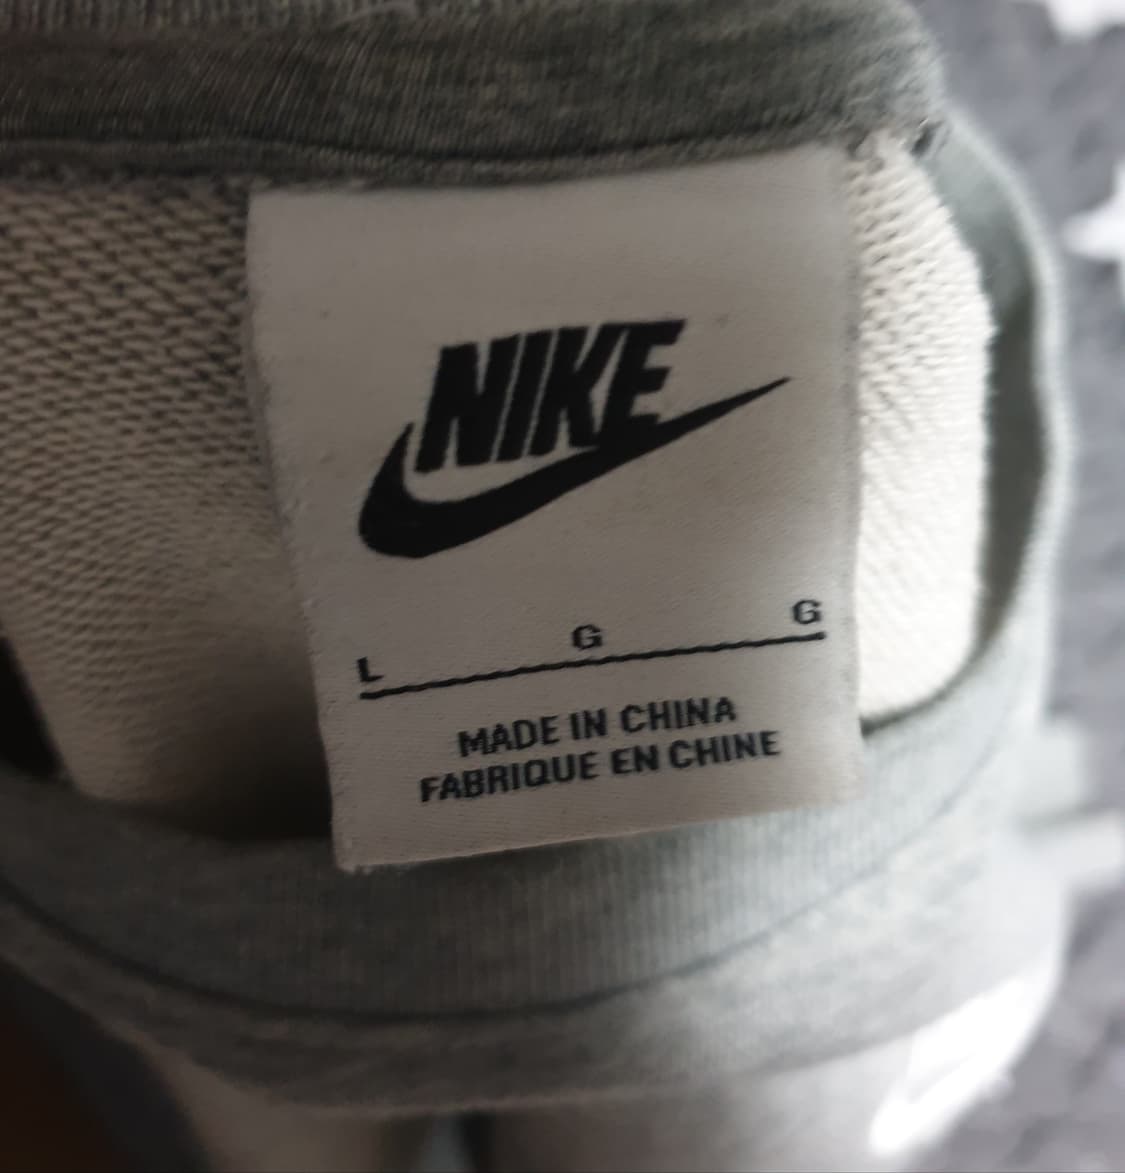 NIKE
L G G
MADE IN CHINA
FABRIQUE EN CHINE